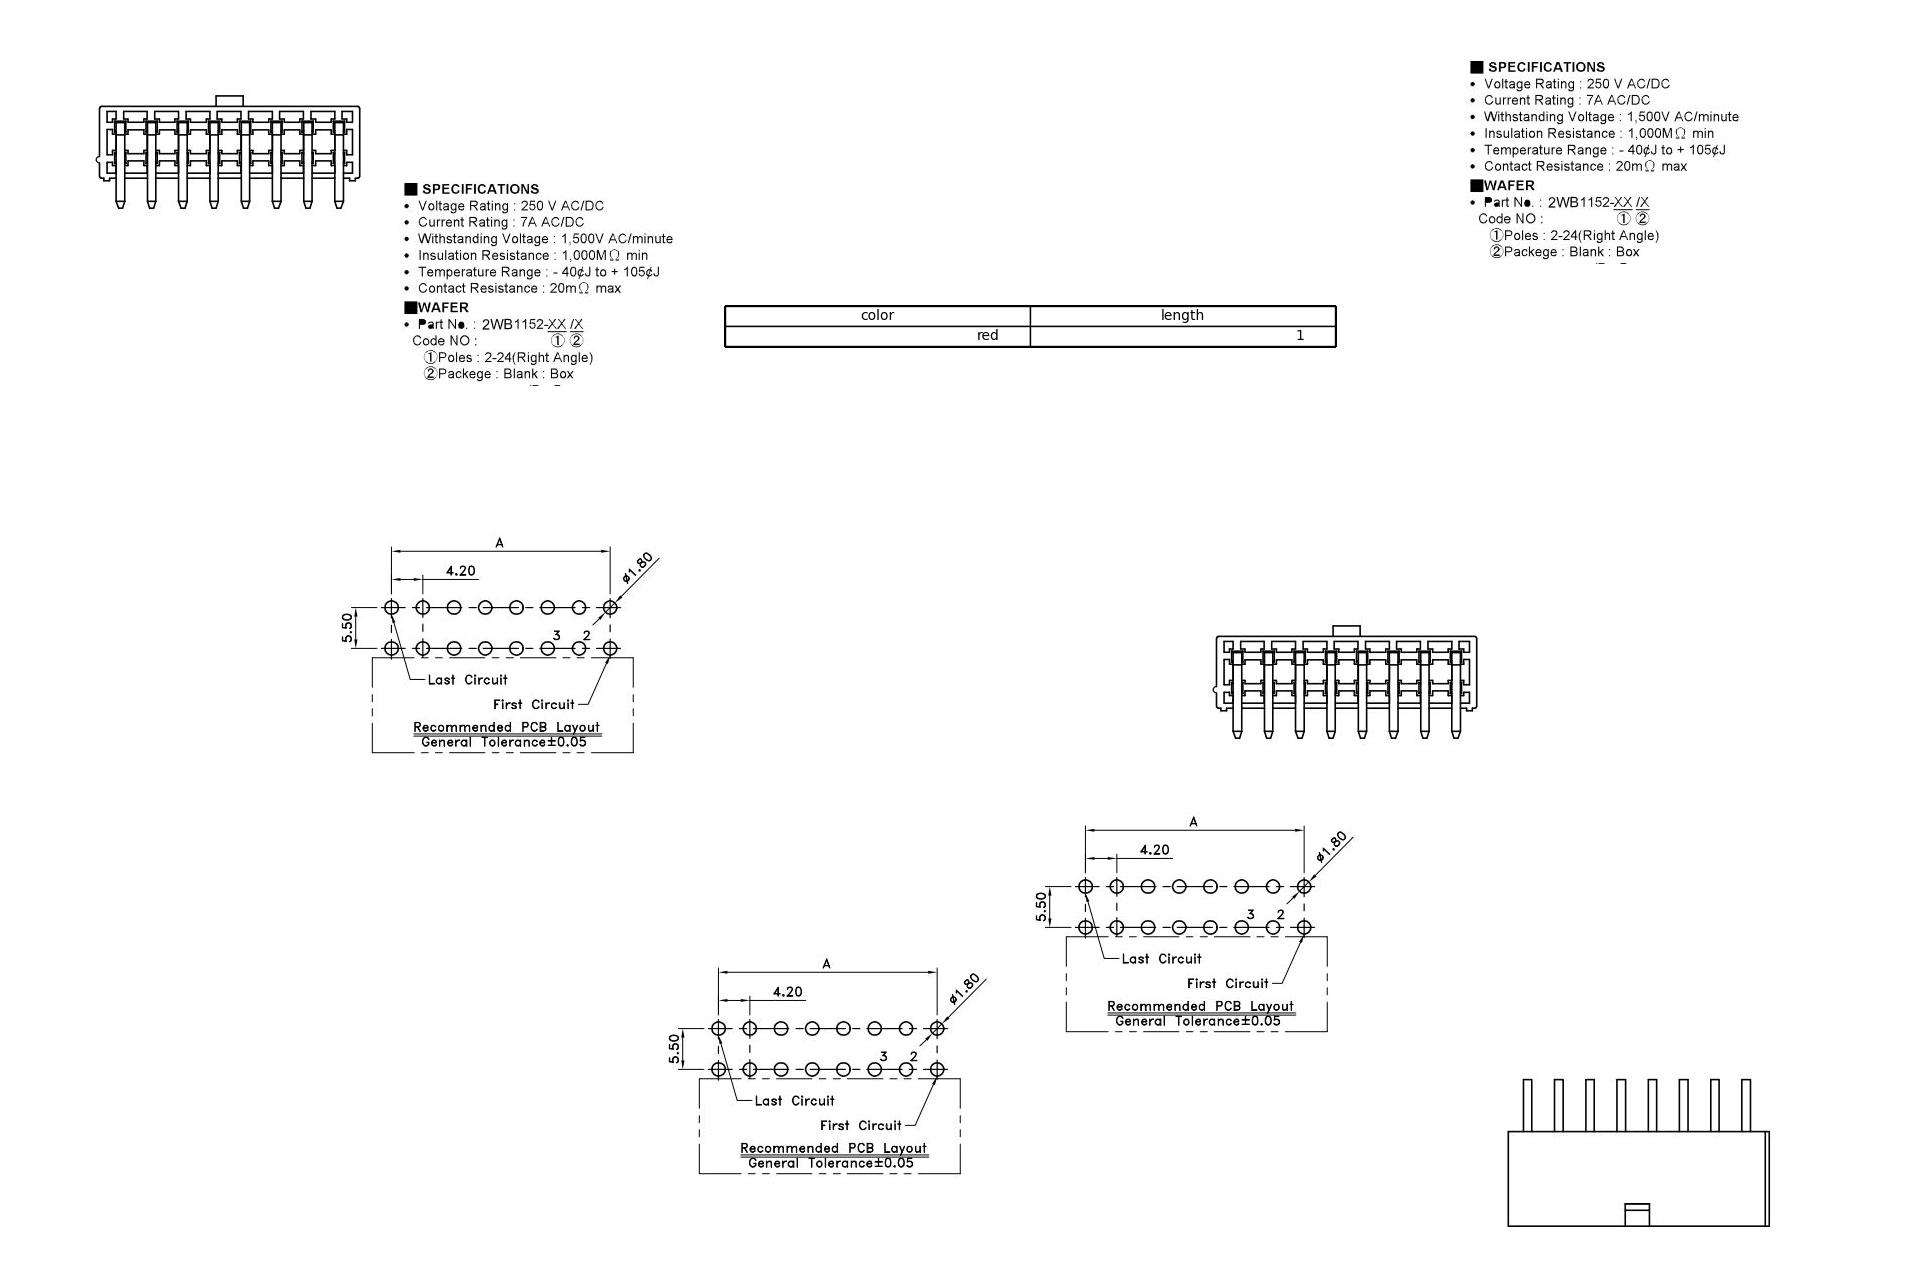 ■ SPECIFICATIONS
• Voltage Rating : 250 V AC/DC
• Current Rating : 7A AC/DC
• Withstanding Voltage : 1,500V AC/minute
• Insulation Resistance : 1,000MΩ min
• Temperature Range : - 40¢J to + 105¢J
• Contact Resistance : 20mΩ max
■WAFER
• Part No. : 2WB1152-XX /X
Code NO : ① ②
①Poles : 2-24(Right Angle)
②Packege : Blank : Box
■ SPECIFICATIONS
• Voltage Rating : 250 V AC/DC
• Current Rating : 7A AC/DC
• Withstanding Voltage : 1,500V AC/minute
• Insulation Resistance : 1,000MΩ min
• Temperature Range : - 40¢J to + 105¢J
• Contact Resistance : 20mΩ max
■WAFER
• Part No. : 2WB1152-XX /X
Code NO : ① ②
①Poles : 2-24(Right Angle)
②Packege : Blank : Box
color length
red 1
A
4.20
ø1.80
5.50
3 2
Last Circuit
First Circuit
Recommended PCB Layout
General Tolerance±0.05
A
4.20
ø1.80
5.50
3 2
Last Circuit
First Circuit
Recommended PCB Layout
General Tolerance±0.05
A
4.20
ø1.80
5.50
3 2
Last Circuit
First Circuit
Recommended PCB Layout
General Tolerance±0.05